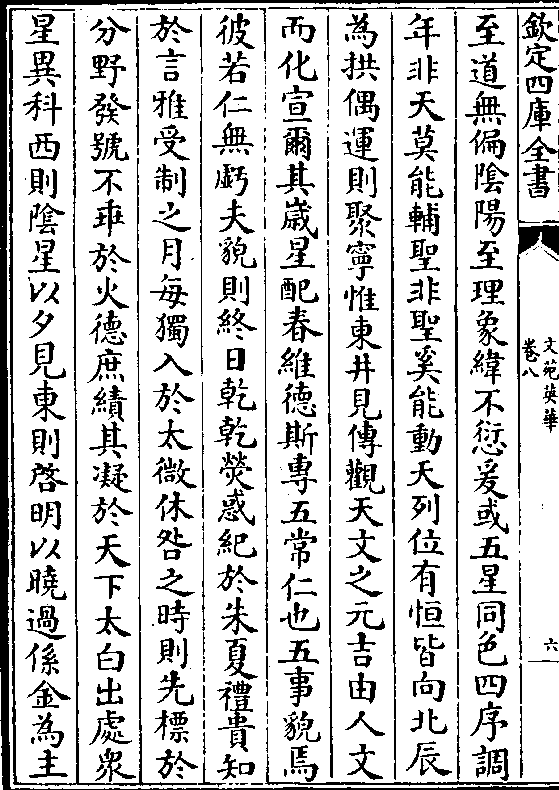 欽定四庫全書
文苑英華
卷八
六
至道無偏陰陽至理象緯不愆爰或五星同色四序調
年非天莫能輔聖非聖奚能動天列位有恒皆向北辰
為拱偶運則聚寧惟東井見傳觀天文之元吉由人文
而化宣爾其歲星配春維德斯專五常仁也五事貌焉
彼若仁無虧夫貌則終日乾乾熒惑紀於朱夏禮貴知
於言雅受制之月每獨入於太微休咎之時則先標於
分野發號不乖於火德庶績其凝於天下太白出處衆
星異科西則陰星以夕見東則啓明以曉過係金為主